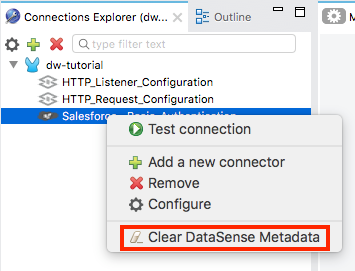 Connections Explorer (dw... Outline M
type filter text
dw-tutorial
HTTP_Listener_Configuration
HTTP_Request_Configuration
Salesforce
Test connection
Add a new connector
Remove
Configure
Clear DataSense Metadata